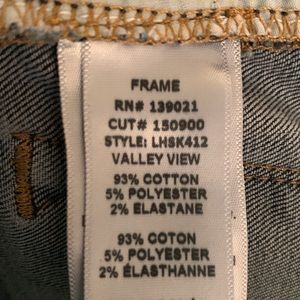 FRAME
RN# 139021
CUT# 150900
STYLE: LHSK412
VALLEY VIEW
93% COTTON
5% POLYESTER
2% ELASTANE
93% COTON
5% POLYESTER
2% ÉLASTHANNE